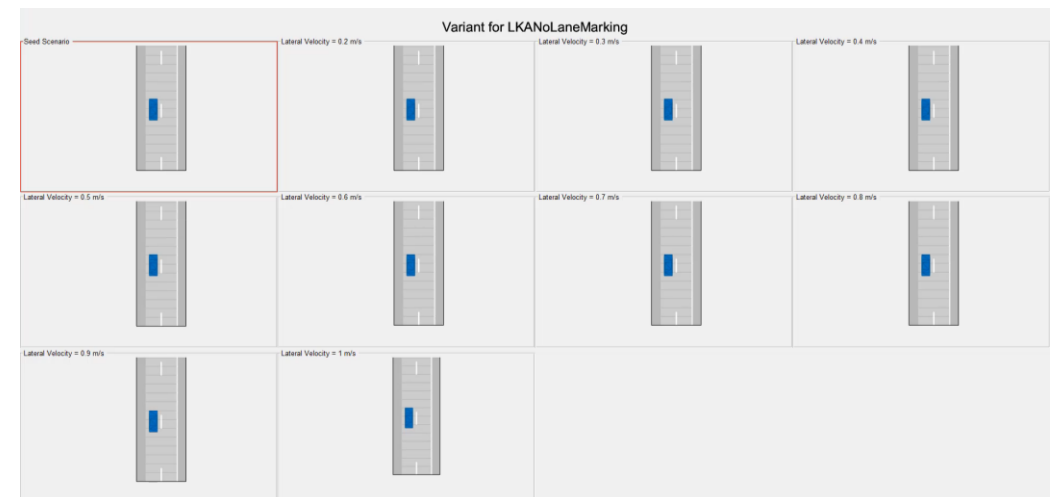 Variant for LKANoLaneMarking
Seed Scenario
Lateral Velocity = 0.2 m/s
Lateral Velocity = 0.3 m/s
Lateral Velocity = 0.4 m/s
Lateral Velocity = 0.5 m/s
Lateral Velocity = 0.6 m/s
Lateral Velocity = 0.7 m/s
Lateral Velocity = 0.8 m/s
Lateral Velocity = 0.9 m/s
Lateral Velocity = 1 m/s